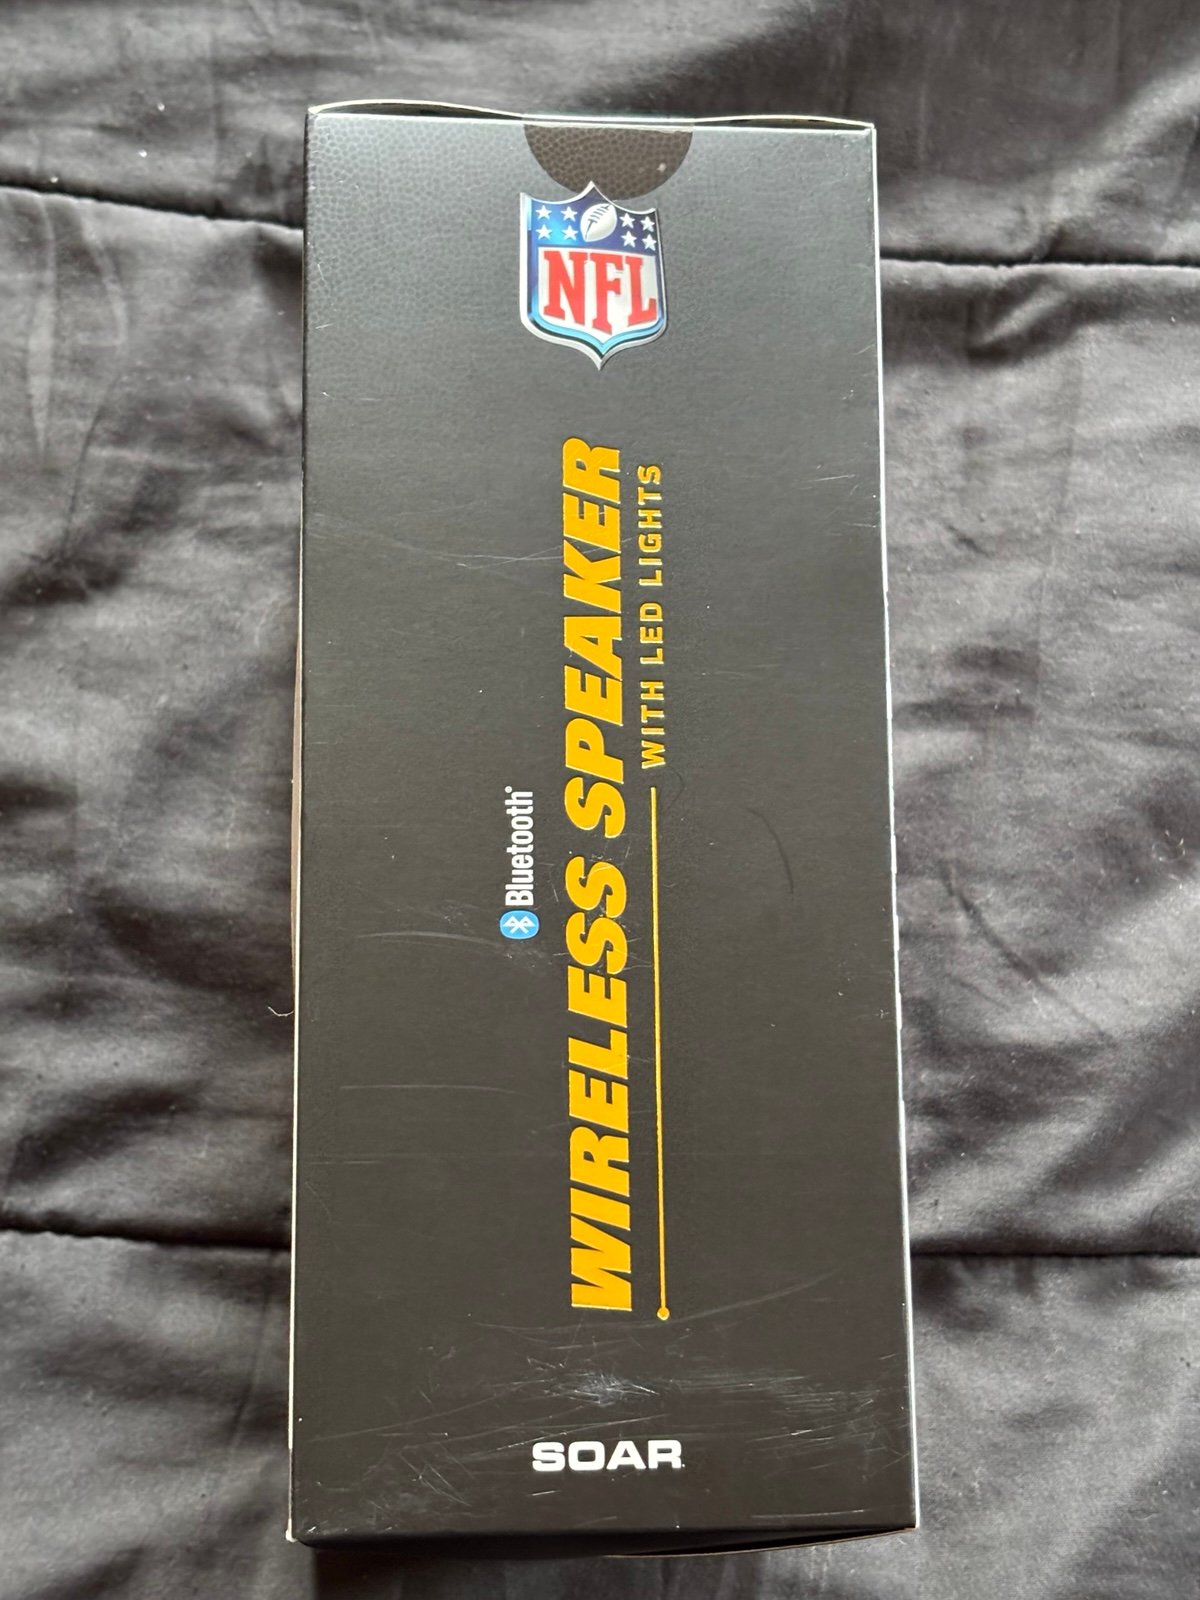 NFL
Bluetooth®
WIRELESS SPEAKER
WITH LED LIGHTS
SOAR